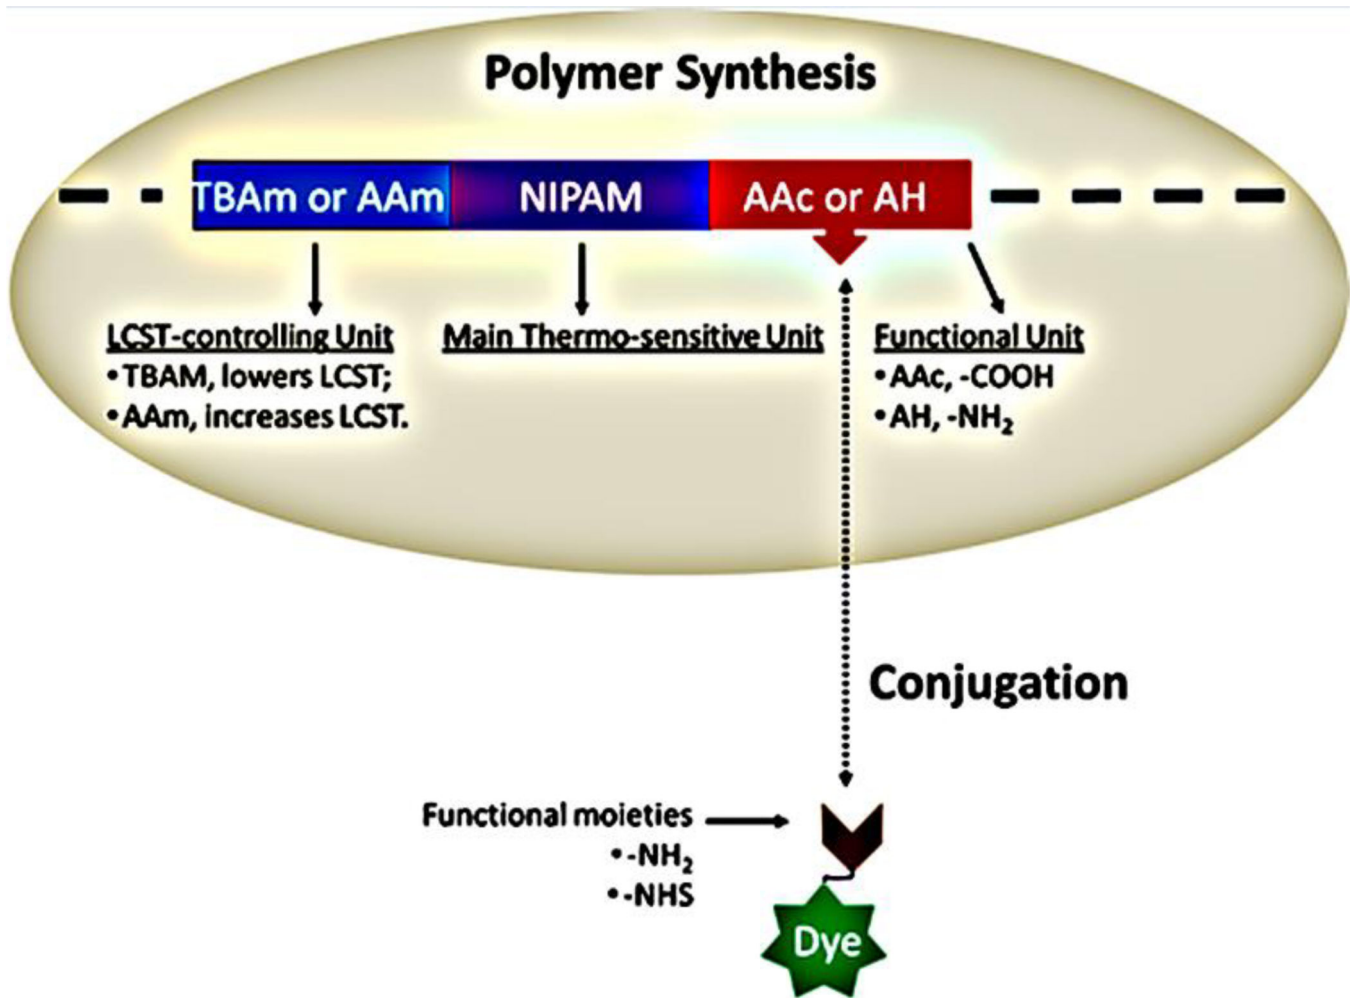 Polymer Synthesis
TBAm or AAm NIPAM AAc or AH
LCST-controlling Unit
•TBAM, lowers LCST;
•AAm, increases LCST.
Main Thermo-sensitive Unit
Functional Unit
•AAc, -COOH
•AH, -NH₂
Conjugation
Functional moieties
•-NH₂
•-NHS
Dye